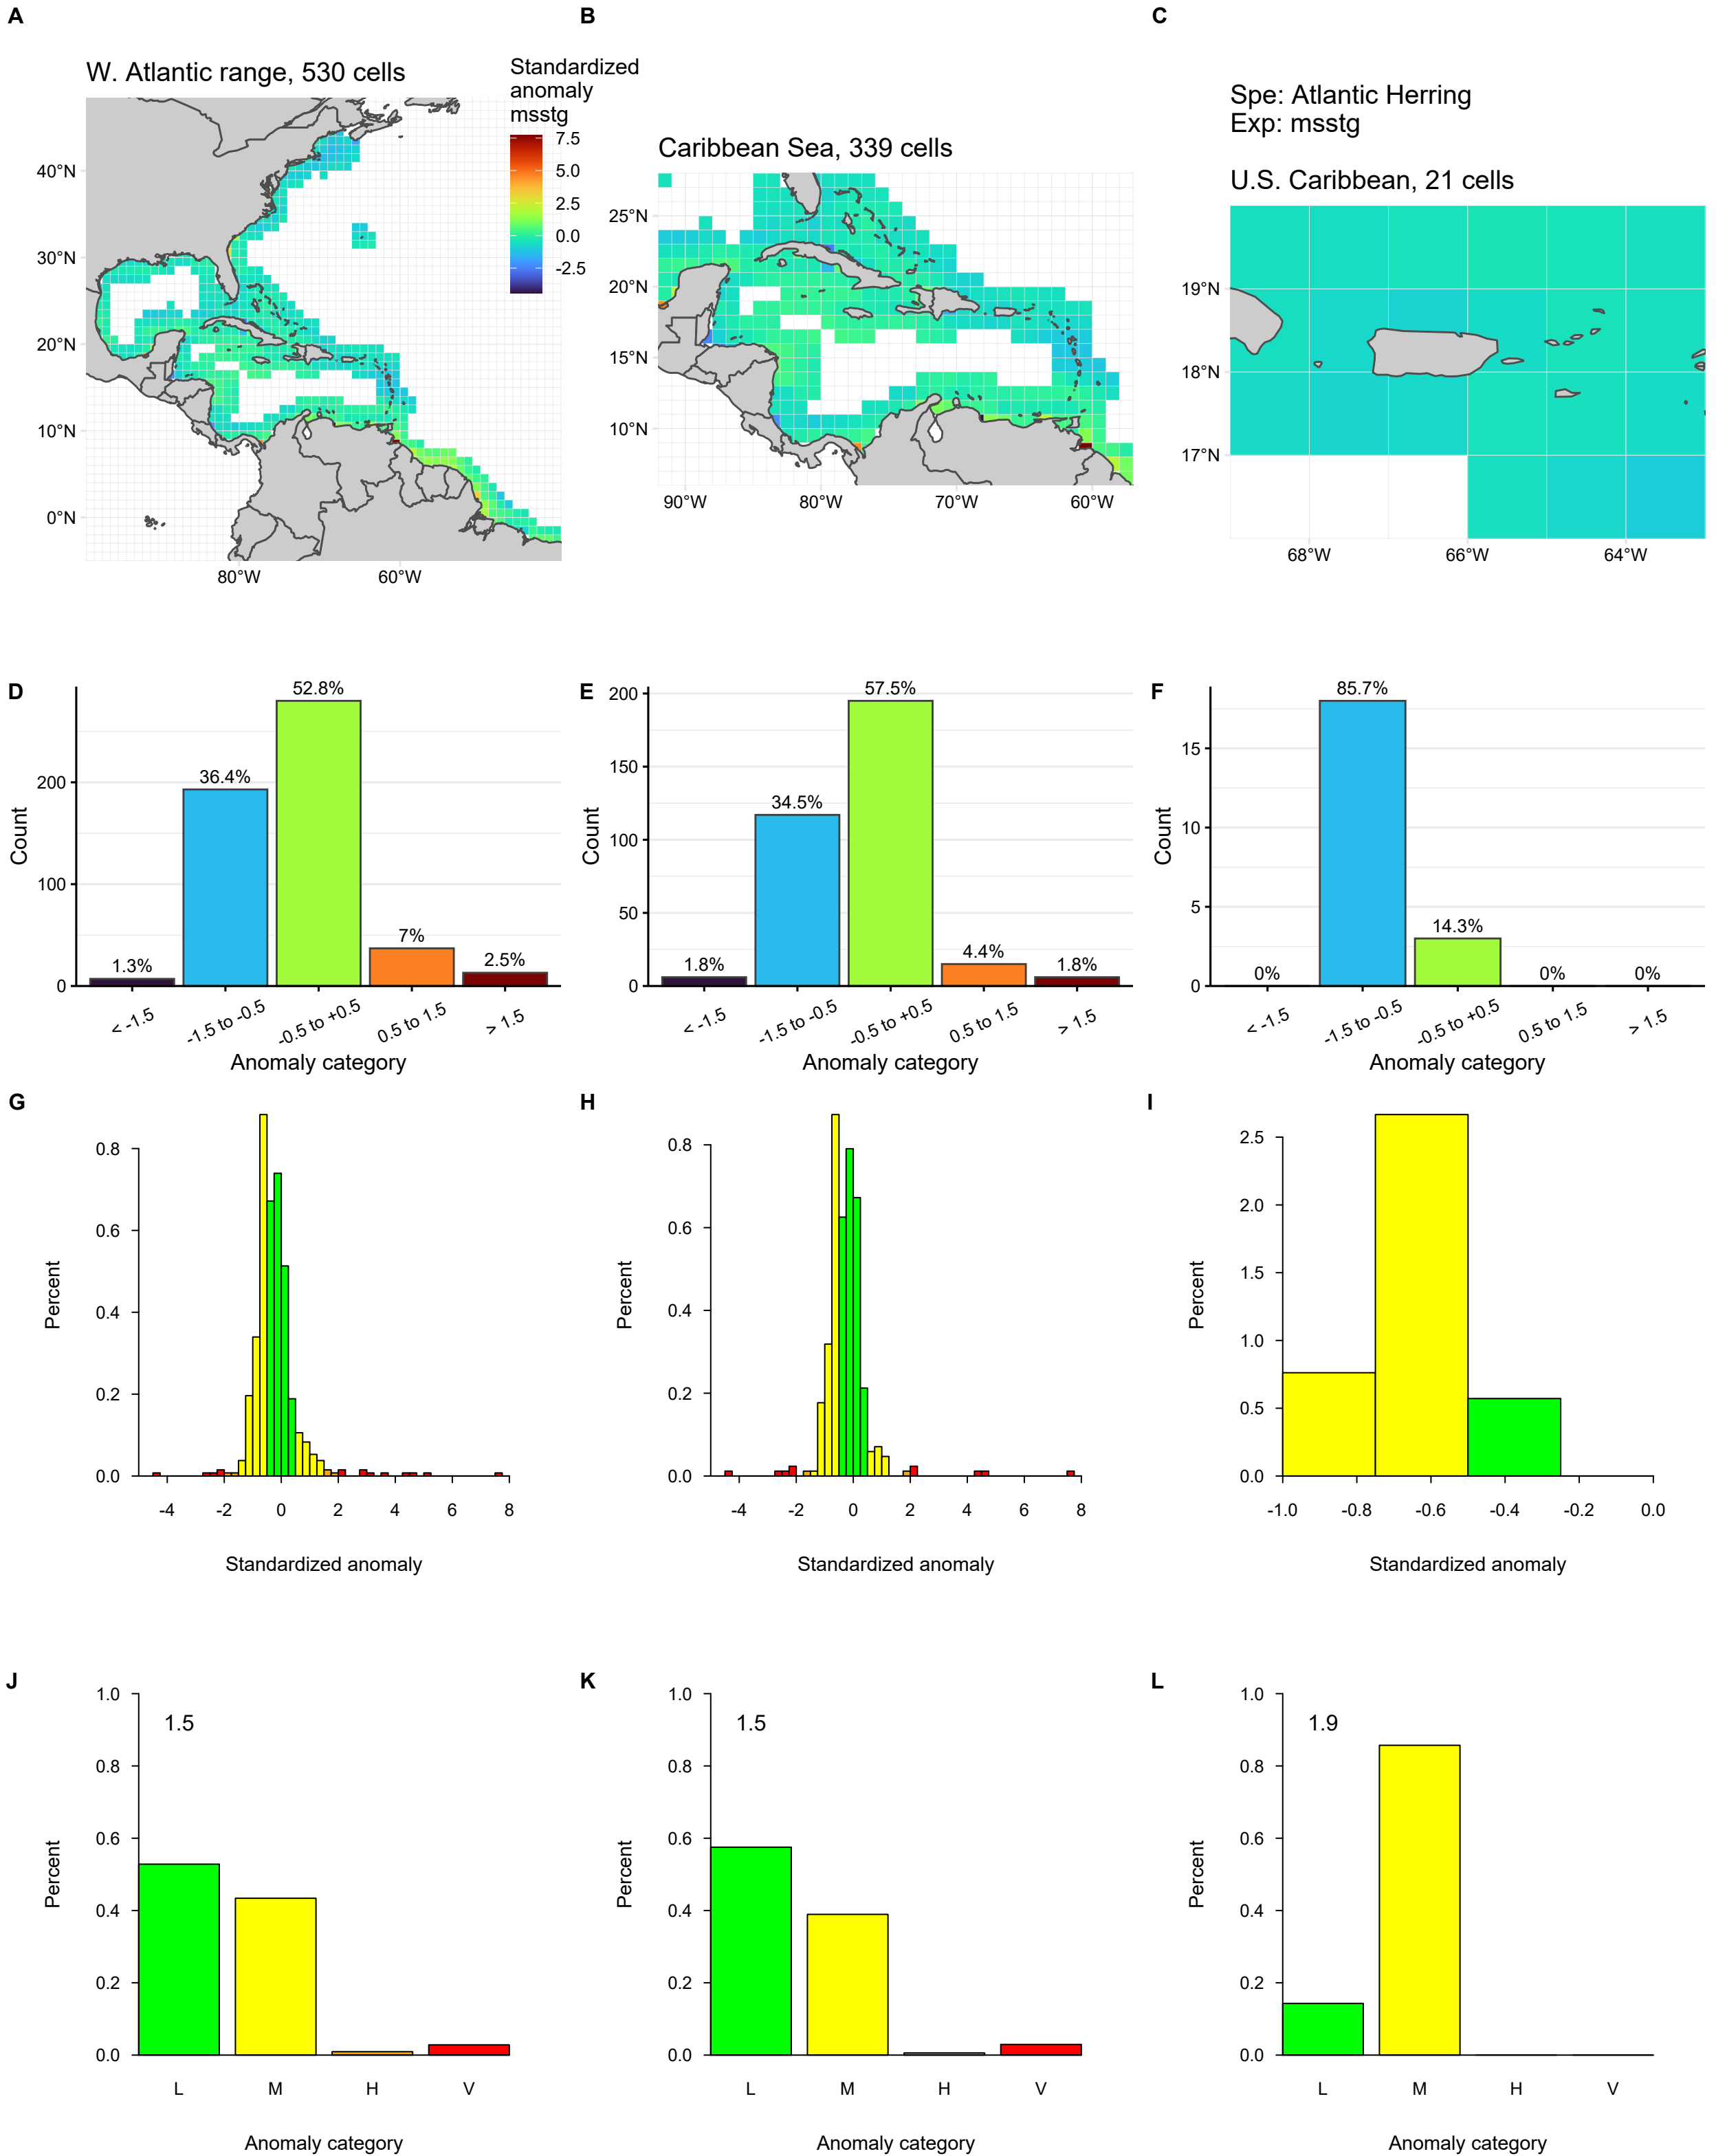 A
B
C
W. Atlantic range, 530 cells
Standardized
anomaly
msstg
7.5
5.0
2.5
0.0
-2.5
40°N
30°N
20°N
10°N
0°N
80°W
60°W
Caribbean Sea, 339 cells
25°N
20°N
15°N
10°N
90°W
80°W
70°W
60°W
Spe: Atlantic Herring
Exp: msstg
U.S. Caribbean, 21 cells
19°N
18°N
17°N
68°W
66°W
64°W
D
Count
200
100
0
1.3%
36.4%
52.8%
7%
2.5%
< -1.5
-1.5 to -0.5
-0.5 to +0.5
0.5 to 1.5
> 1.5
Anomaly category
E
Count
200
150
100
50
0
1.8%
34.5%
57.5%
4.4%
1.8%
< -1.5
-1.5 to -0.5
-0.5 to +0.5
0.5 to 1.5
> 1.5
Anomaly category
F
Count
15
10
5
0
0%
85.7%
14.3%
0%
0%
< -1.5
-1.5 to -0.5
-0.5 to +0.5
0.5 to 1.5
> 1.5
Anomaly category
G
Percent
0.8
0.6
0.4
0.2
0.0
-4 -2 0 2 4 6 8
Standardized anomaly
H
Percent
0.8
0.6
0.4
0.2
0.0
-4 -2 0 2 4 6 8
Standardized anomaly
I
Percent
2.5
2.0
1.5
1.0
0.5
0.0
-1.0 -0.8 -0.6 -0.4 -0.2 0.0
Standardized anomaly
J
Percent
1.0
0.8
0.6
0.4
0.2
0.0
1.5
L M H V
Anomaly category
K
Percent
1.0
0.8
0.6
0.4
0.2
0.0
1.5
L M H V
Anomaly category
L
Percent
1.0
0.8
0.6
0.4
0.2
0.0
1.9
L M H V
Anomaly category